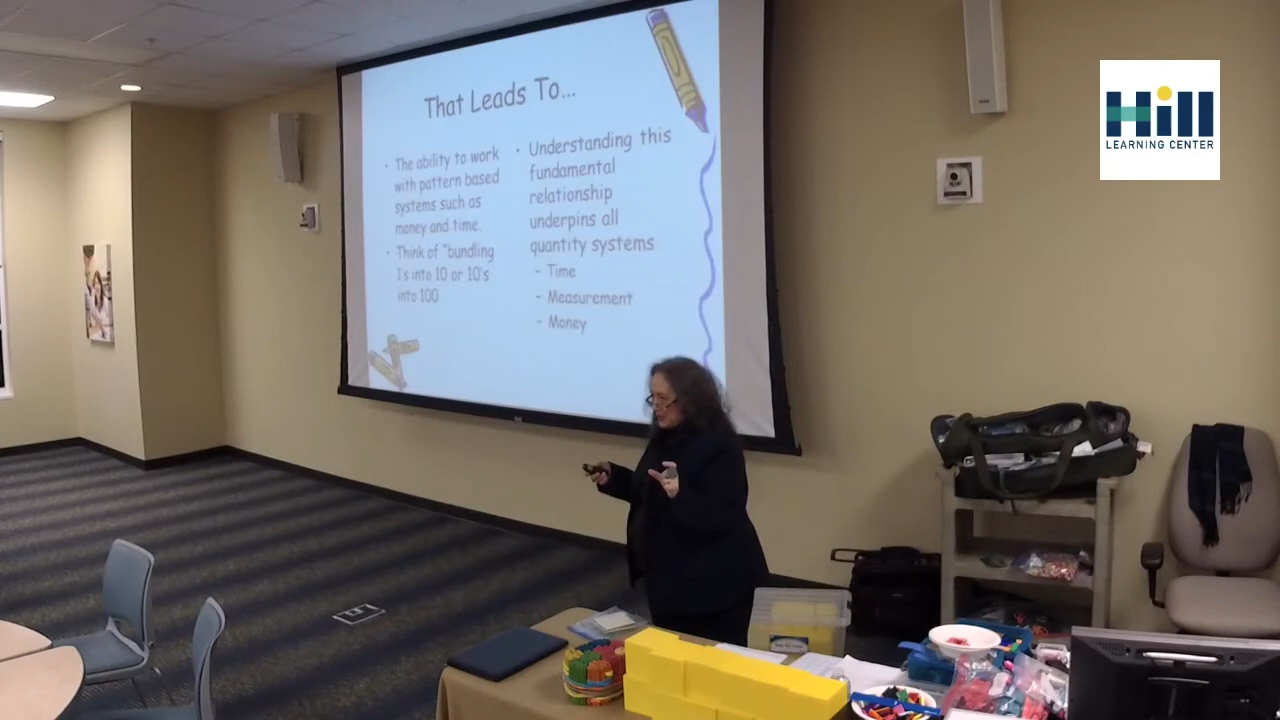 That Leads To...
• The ability to work
with pattern based
systems such as
money and time.
• Think of "bundling
1's into 10 or 10's
into 100
• Understanding this
fundamental
relationship
underpins all
quantity systems
– Time
– Measurement
– Money
Hill
LEARNING CENTER